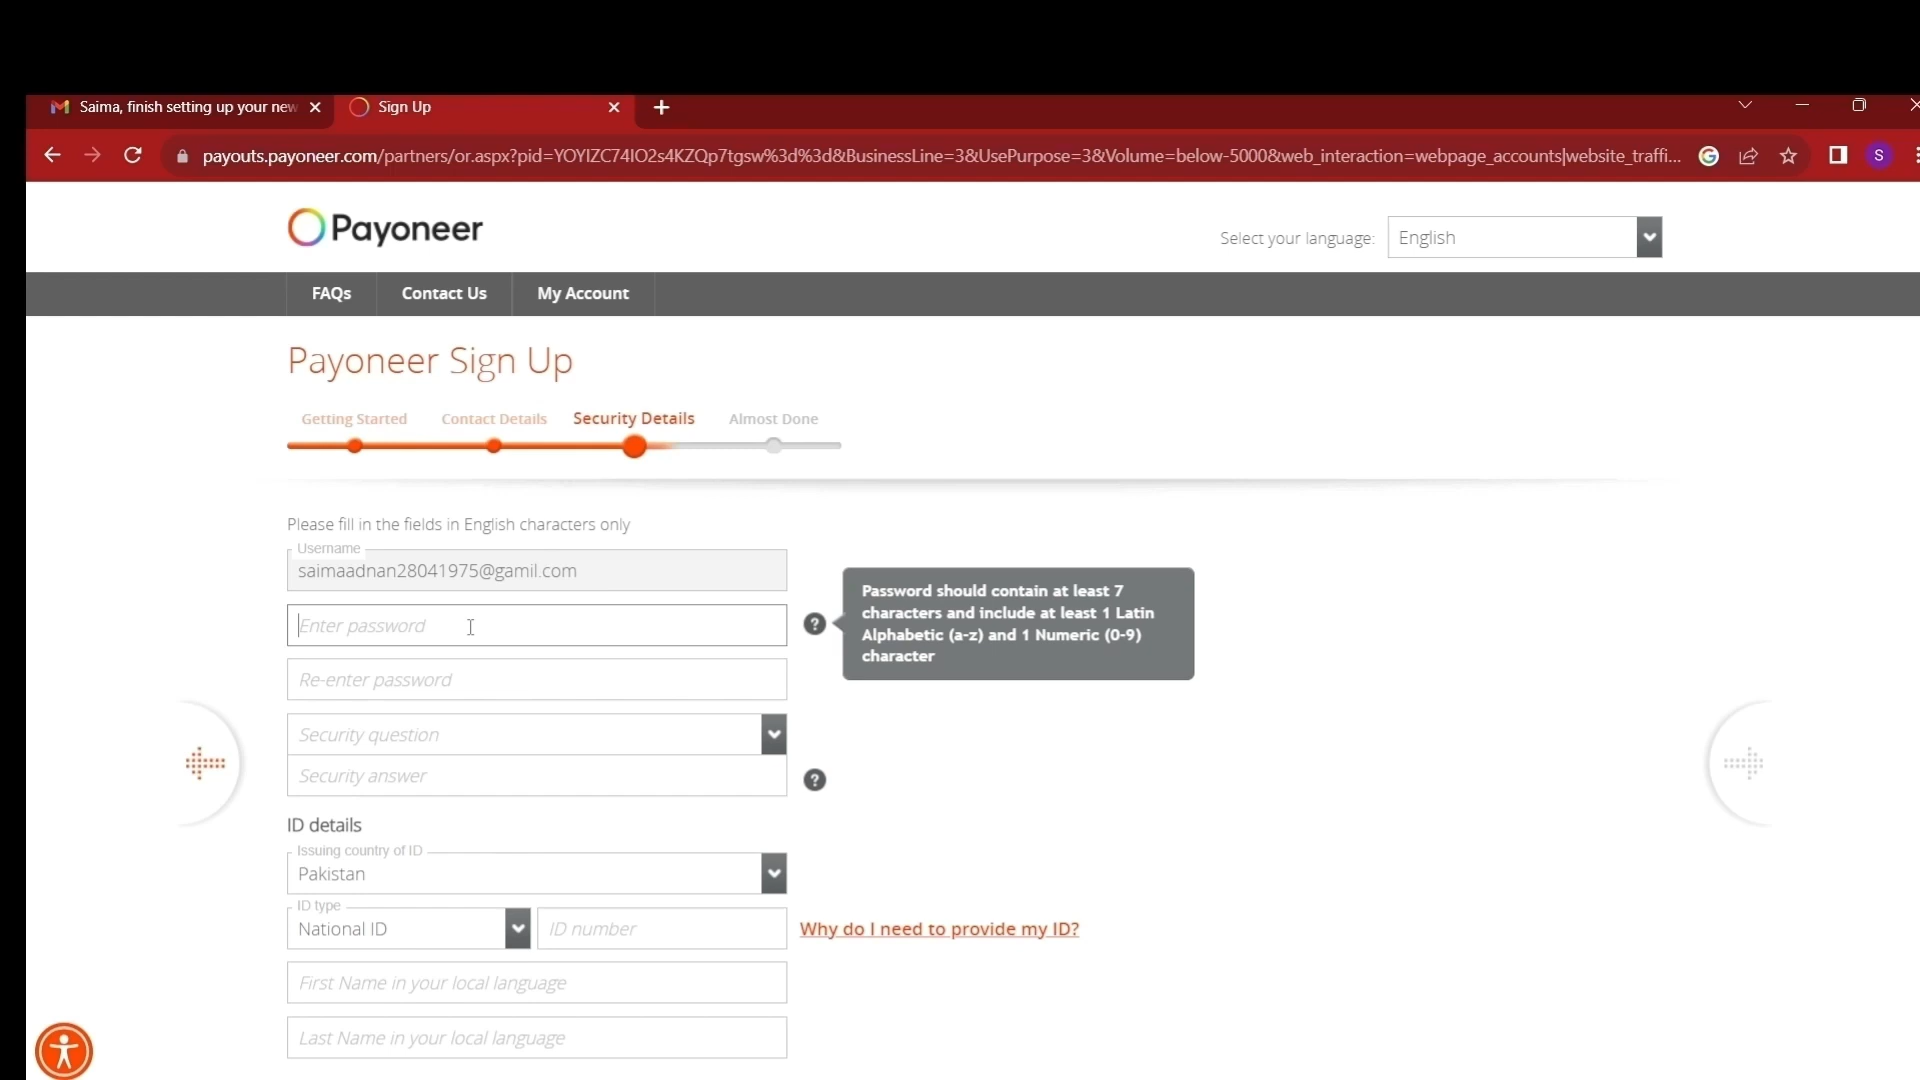 Saima, finish setting up your new
Sign Up
payouts.payoneer.com/partners/or.aspx?pid=YOYIZC74IO2s4KZQp7tgsw%3d%3d&BusinessLine=3&UsePurpose=3&Volume=below-5000&web_interaction=webpage_accounts|website_traffi...
S
Payoneer
Select your language: English
FAQs Contact Us My Account
Payoneer Sign Up
Getting Started Contact Details Security Details Almost Done
Please fill in the fields in English characters only
Username
saimaadnan28041975@gamil.com
Enter password
?
Password should contain at least 7
characters and include at least 1 Latin
Alphabetic (a-z) and 1 Numeric (0-9)
character
Re-enter password
Security question
Security answer
?
ID details
Issuing country of ID
Pakistan
ID type
National ID ID number Why do I need to provide my ID?
First Name in your local language
Last Name in your local language